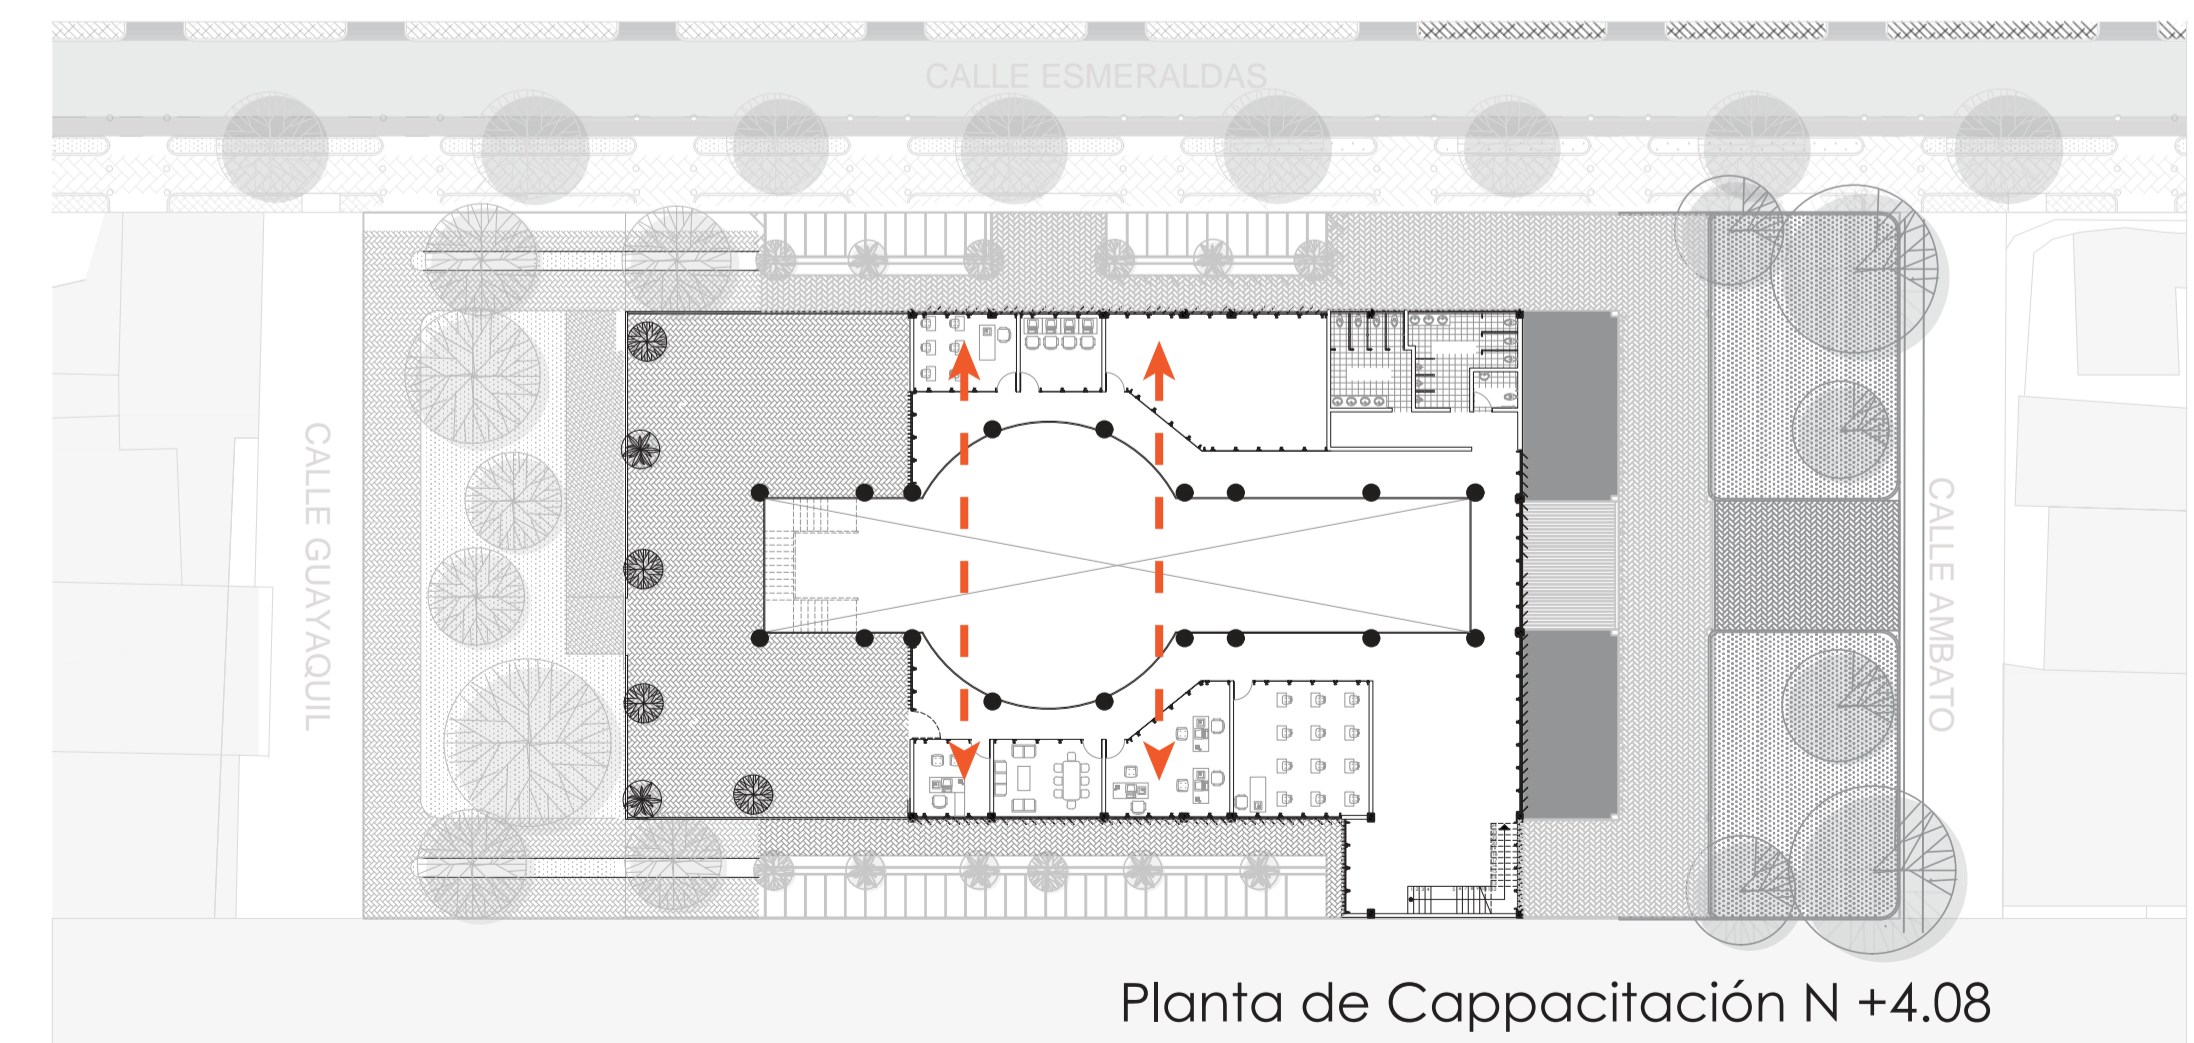 CALLE ESMERALDAS
CALLE GUAYAQUIL
CALLE AMBATO
Planta de Cappacitación N +4.08